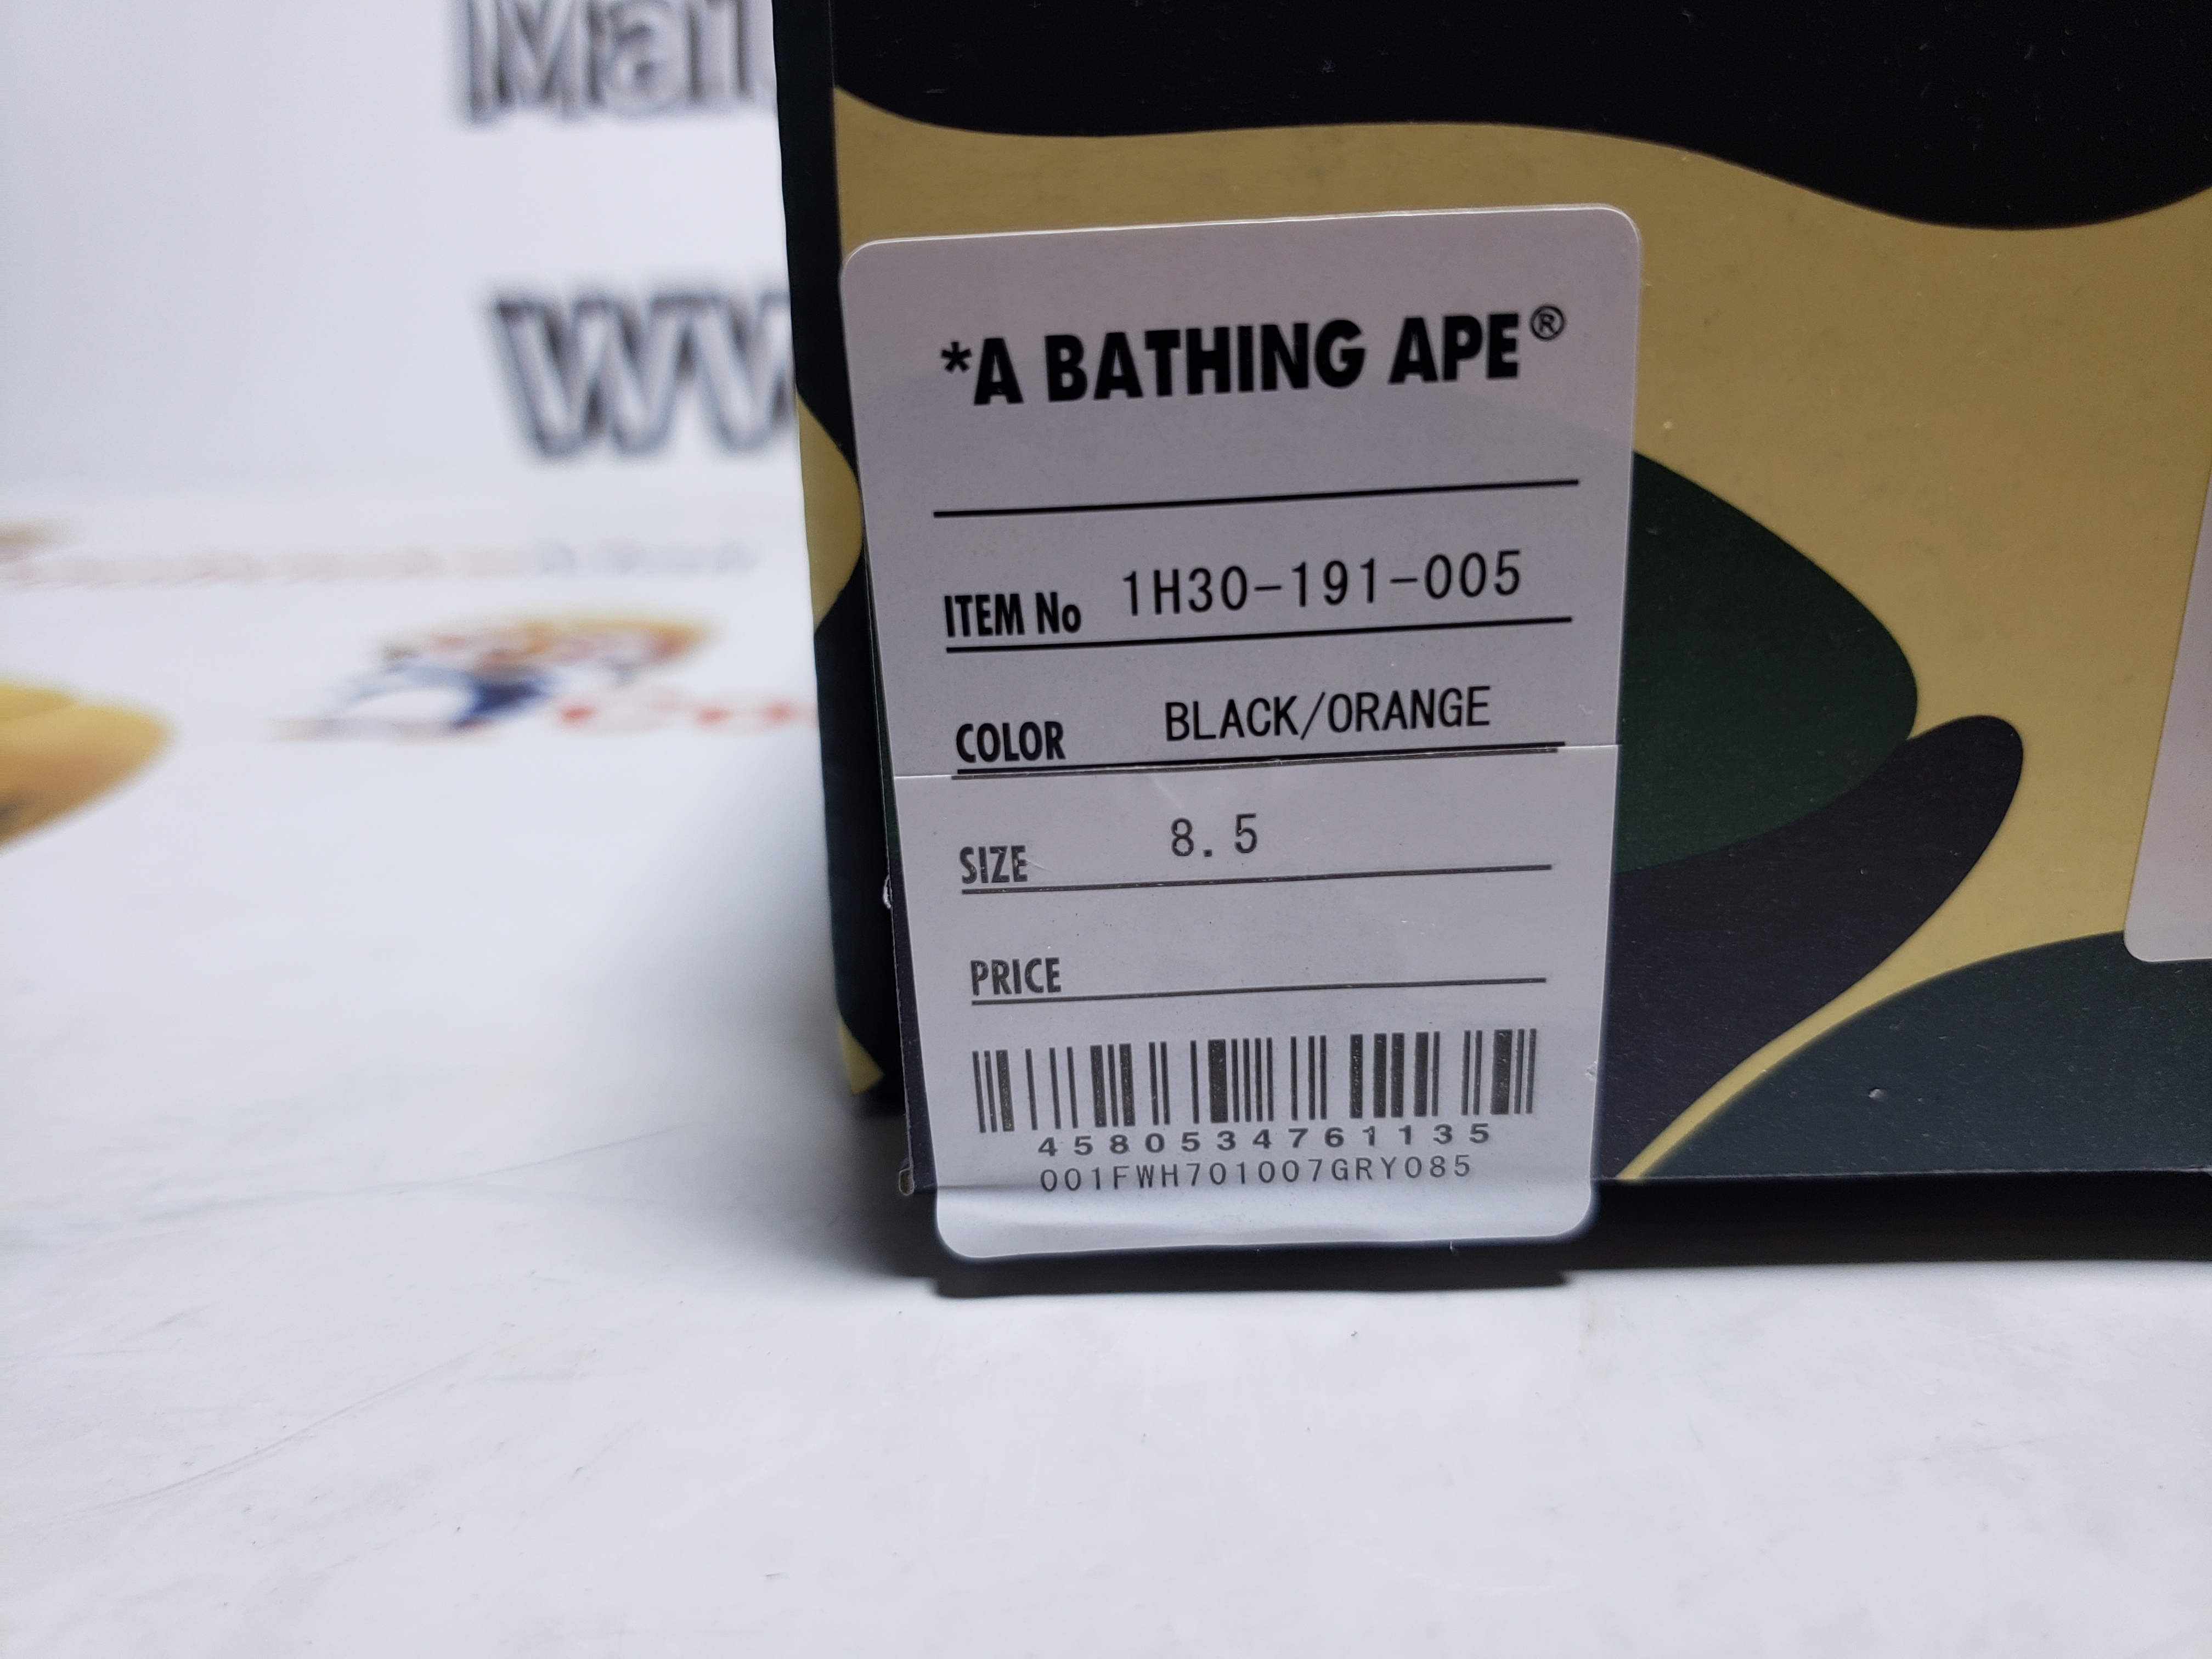 *A BATHING APE®
ITEM No 1H30-191-005
COLOR BLACK/ORANGE
SIZE 8.5
PRICE
4580534761135
001FWH701007GRY085